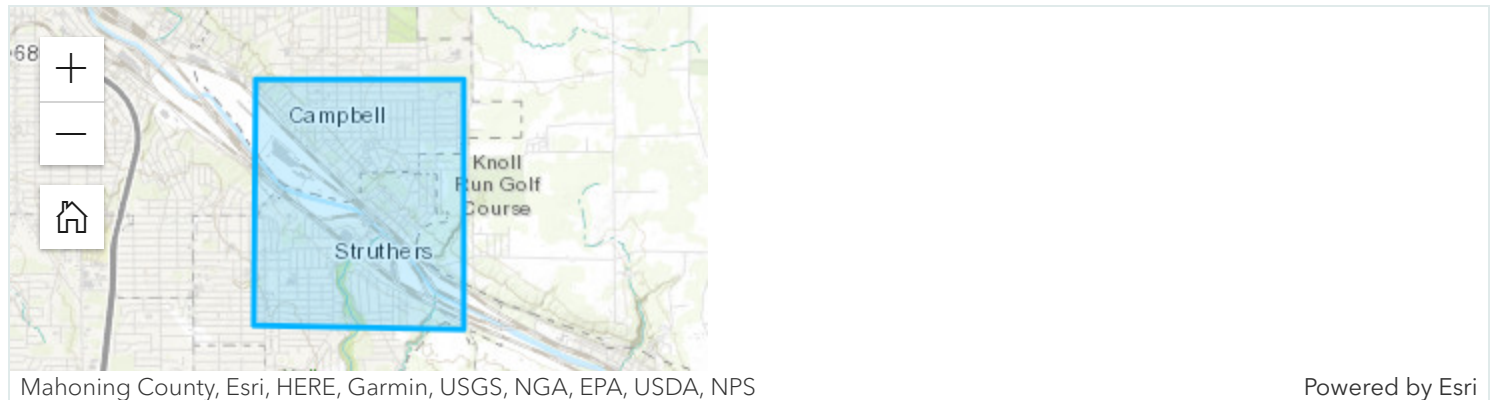 68
Campbell
Knoll
Run Golf
Course
Struthers
Mahoning County, Esri, HERE, Garmin, USGS, NGA, EPA, USDA, NPS
Powered by Esri